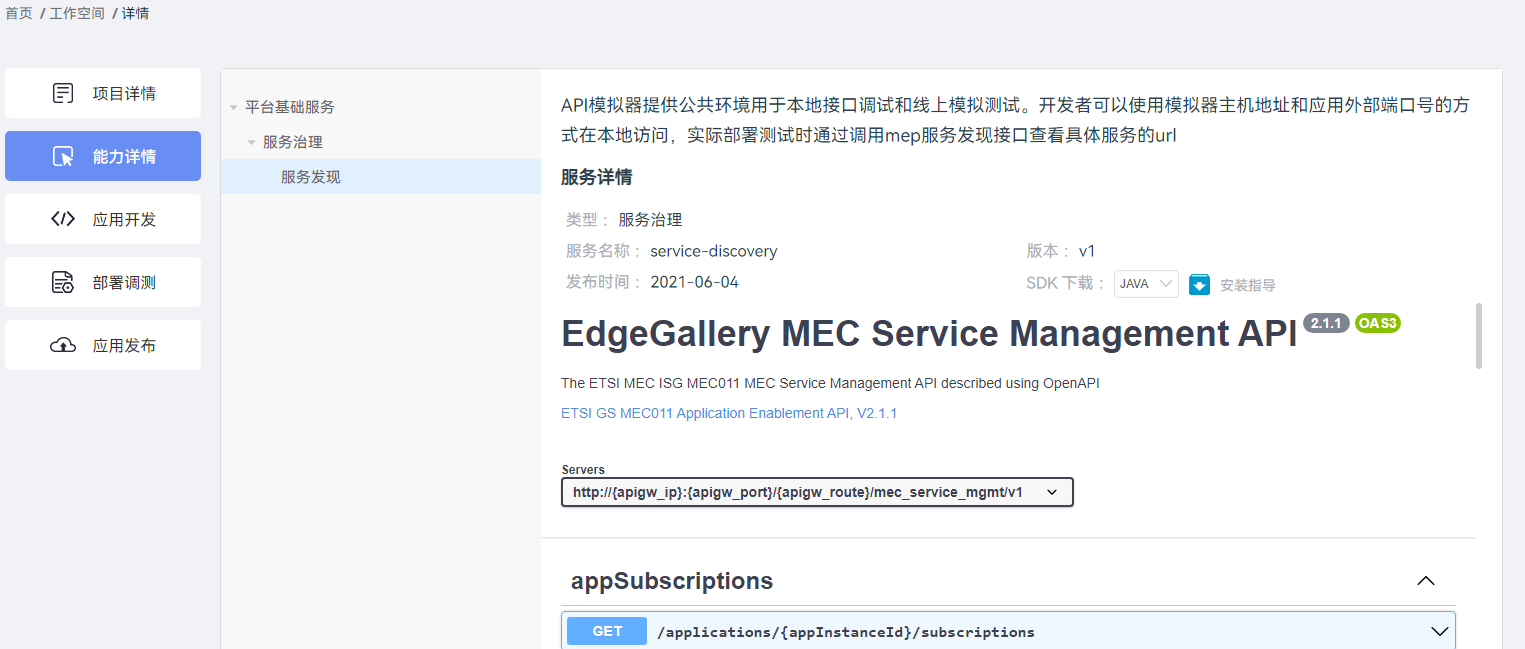 首页 / 工作空间 / 详情
项目详情
能力详情
应用开发
部署调测
应用发布
平台基础服务
服务治理
服务发现
API模拟器提供公共环境用于本地接口调试和线上模拟测试。开发者可以使用模拟器主机地址和应用外部端口号的方
式在本地访问，实际部署测试时通过调用mep服务发现接口查看具体服务的url
服务详情
类型： 服务治理
服务名称： service-discovery
版本： v1
发布时间： 2021-06-04
SDK 下载： JAVA 安装指导
EdgeGallery MEC Service Management API 2.1.1 OAS3
The ETSI MEC ISG MEC011 MEC Service Management API described using OpenAPI
ETSI GS MEC011 Application Enablement API, V2.1.1
Servers
http://{apigw_ip}:{apigw_port}/{apigw_route}/mec_service_mgmt/v1
appSubscriptions
GET /applications/{appInstanceId}/subscriptions